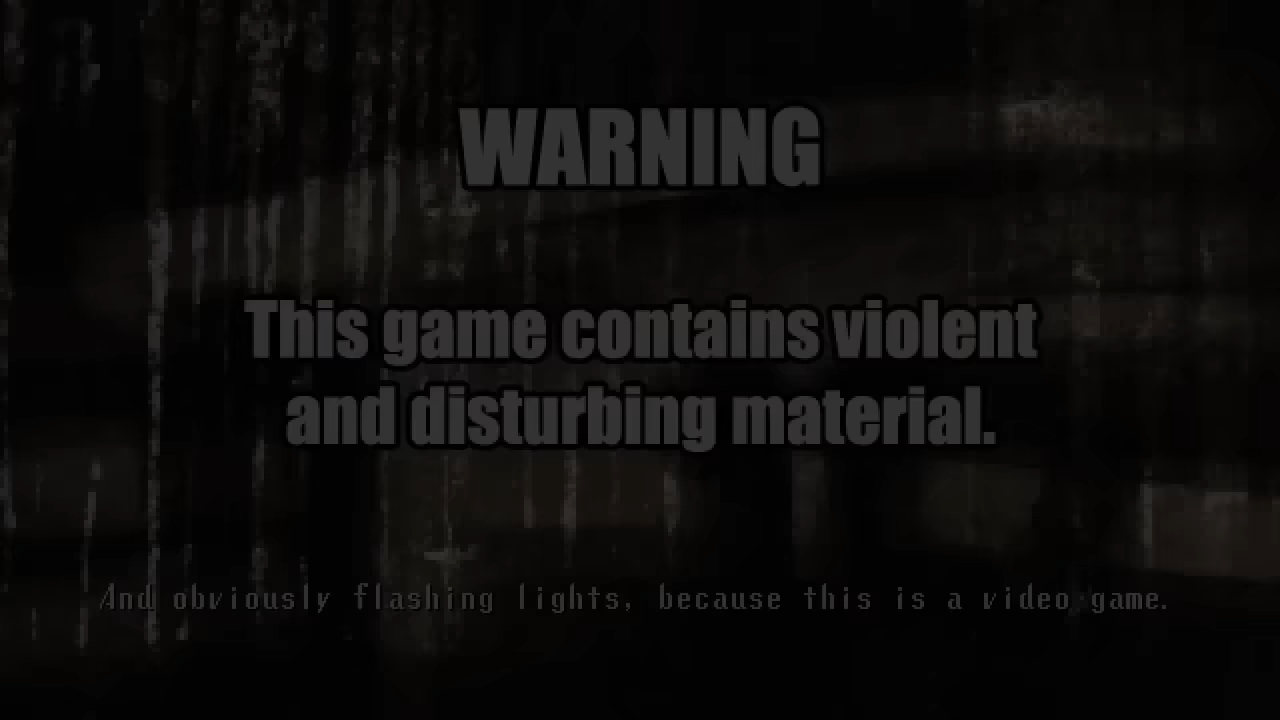 WARNING
This game contains violent
and disturbing material.
And obviously flashing lights, because this is a video game.